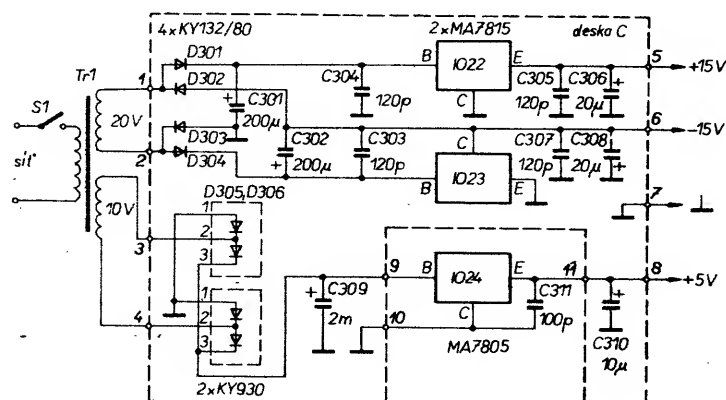 4×KY132/80
2×MA7815
deska C
D301
D302
D303
D304
Tr1
S1
síť
20V
10V
1
2
3
4
C301
200µ
C302
200µ
C304
120p
C303
120p
B
IO22
E
C
C305
120p
C306
20µ
C
B
IO23
E
C307
120p
C308
20µ
5
+15V
6
-15V
7
D305,D306
1
2
3
1
2
3
2×KY930
C309
2m
9
10
B
IO24
E
C
MA7805
C311
100p
11
C310
10µ
8
+5V